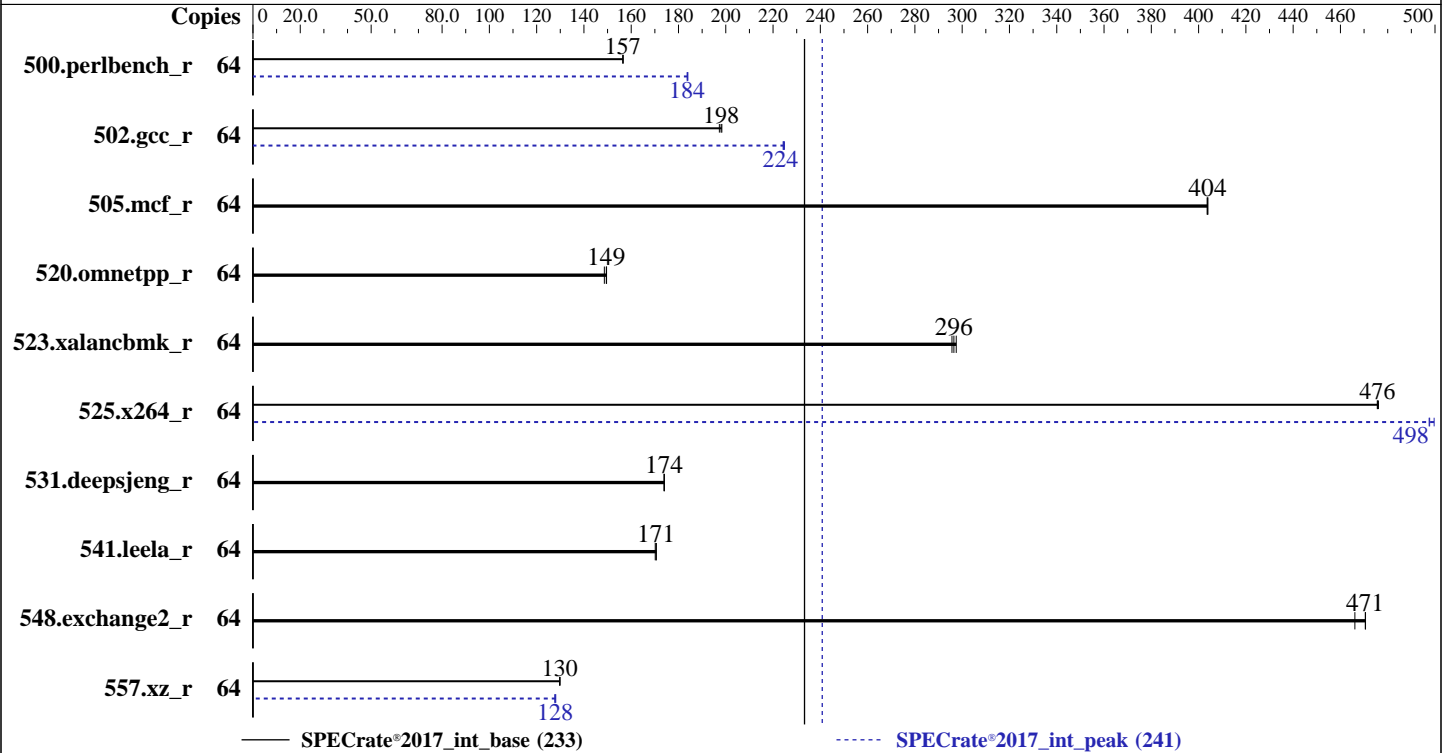 Copies 0 20.0 50.0 80.0 100 120 140 160 180 200 220 240 260 280 300 320 340 360 380 400 420 440 460 500
157
500.perlbench_r 64
184
198
502.gcc_r 64
224
404
505.mcf_r 64
149
520.omnetpp_r 64
296
523.xalancbmk_r 64
476
525.x264_r 64
498
174
531.deepsjeng_r 64
171
541.leela_r 64
471
548.exchange2_r 64
130
557.xz_r 64
128
SPECrate®2017_int_base (233) SPECrate®2017_int_peak (241)